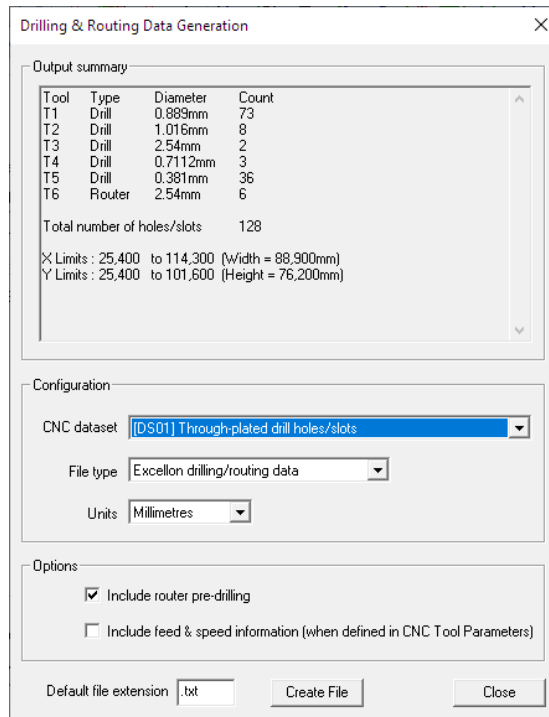 Drilling & Routing Data Generation
Output summary
Tool Type Diameter Count
T1 Drill 0.889mm 73
T2 Drill 1.016mm 8
T3 Drill 2.54mm 2
T4 Drill 0.7112mm 3
T5 Drill 0.381mm 36
T6 Router 2.54mm 6
Total number of holes/slots 128
X Limits : 25,400 to 114,300 (Width = 88,900mm)
Y Limits : 25,400 to 101,600 (Height = 76,200mm)
Configuration
CNC dataset [DS01] Through-plated drill holes/slots
File type Excellon drilling/routing data
Units Millimetres
Options
Include router pre-drilling
Include feed & speed information (when defined in CNC Tool Parameters)
Default file extension .txt Create File Close